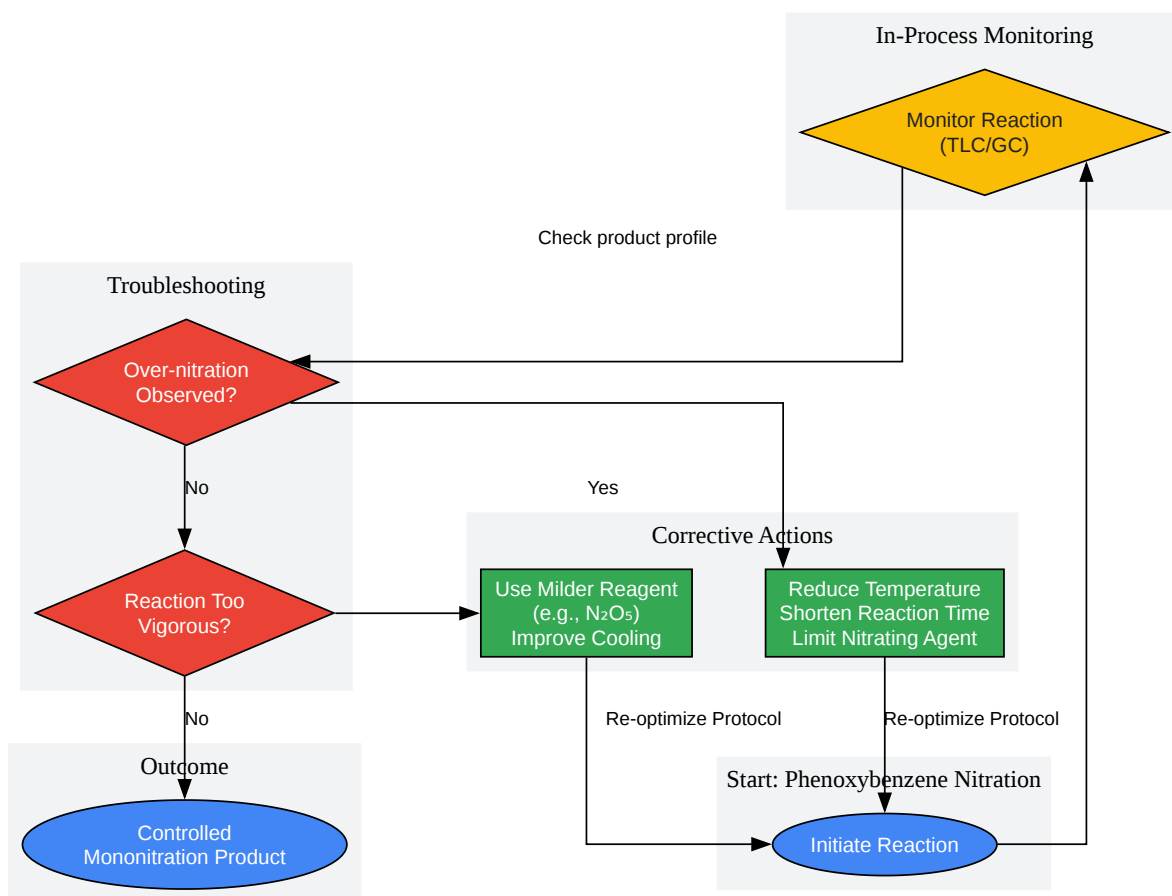 In-Process Monitoring
Monitor Reaction
(TLC/GC)
Check product profile
Troubleshooting
Over-nitration
Observed?
No
Yes
Corrective Actions
Reaction Too
Vigorous?
Use Milder Reagent
(e.g., N₂O₅)
Improve Cooling
Reduce Temperature
Shorten Reaction Time
Limit Nitrating Agent
No
Re-optimize Protocol
Re-optimize Protocol
Outcome
Controlled
Mononitration Product
Start: Phenoxybenzene Nitration
Initiate Reaction